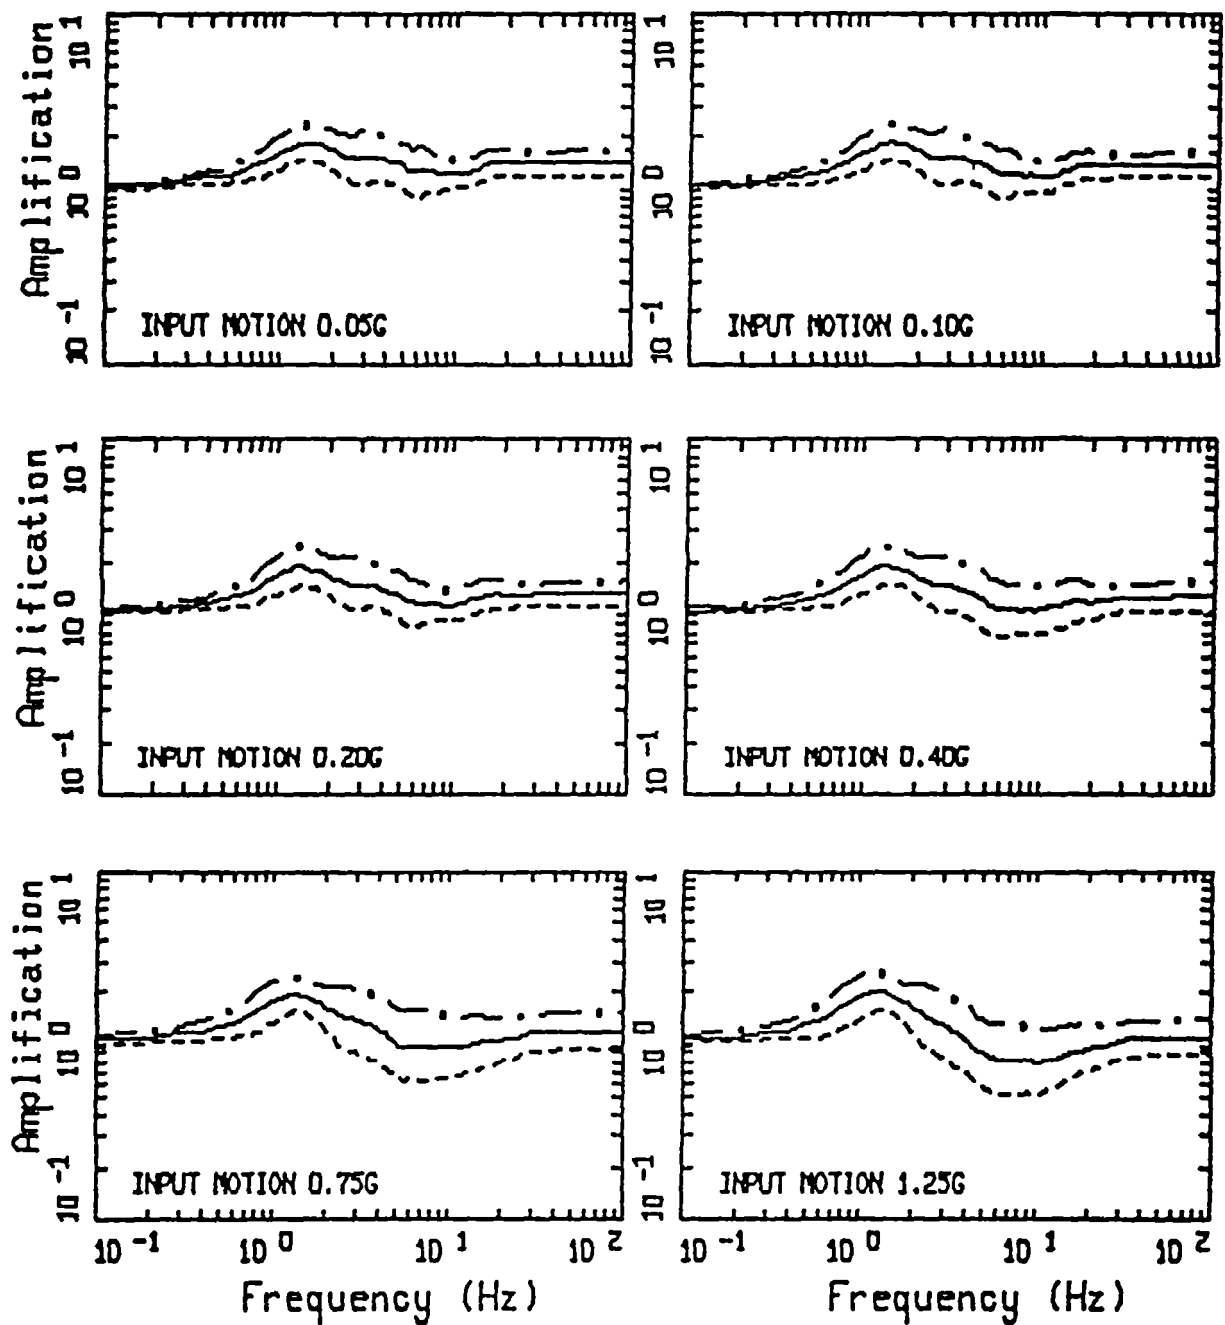 Amplification
10 1
10 0
10 -1
INPUT MOTION 0.05G
10 1
10 0
10 -1
INPUT MOTION 0.10G
Amplification
10 1
10 0
10 -1
INPUT MOTION 0.20G
10 1
10 0
10 -1
INPUT MOTION 0.40G
Amplification
10 1
10 0
10 -1
INPUT MOTION 0.75G
10 1
10 0
10 -1
INPUT MOTION 1.25G
10 -1 10 0 10 1 10 2
10 -1 10 0 10 1 10 2
Frequency (Hz)
Frequency (Hz)